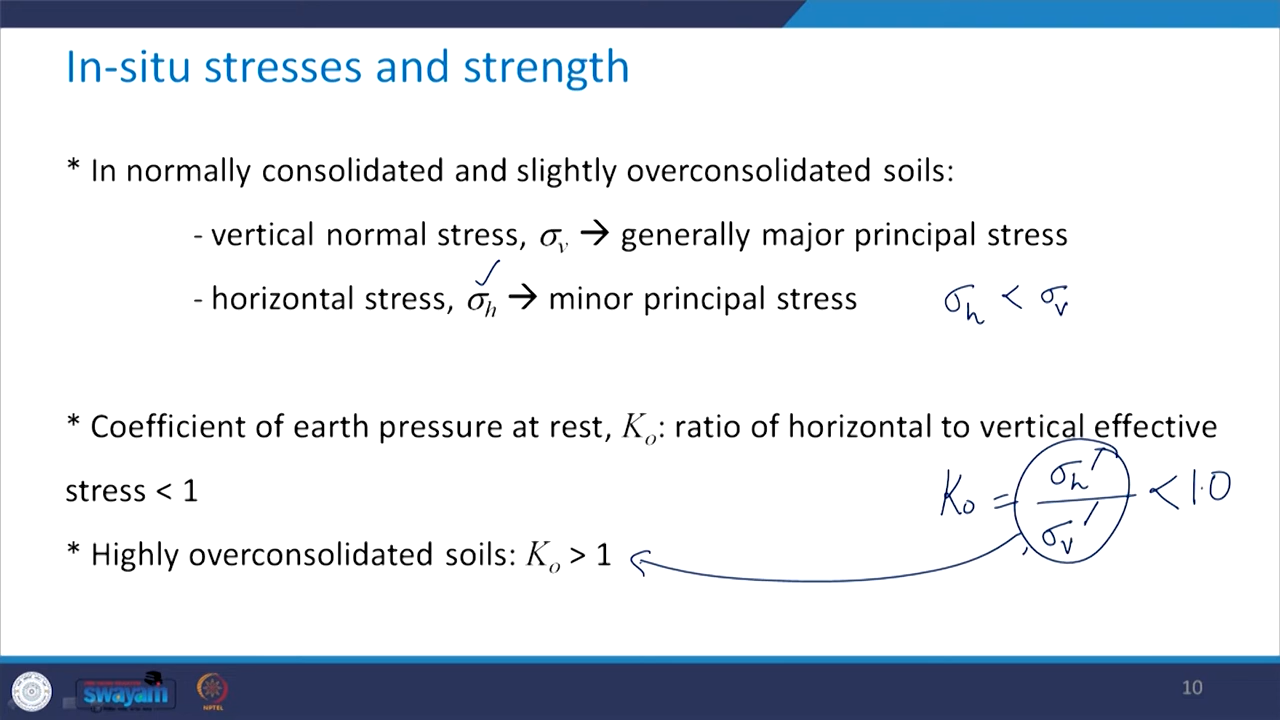 In-situ stresses and strength
* In normally consolidated and slightly overconsolidated soils:
- vertical normal stress, σv → generally major principal stress
- horizontal stress, σh → minor principal stress σh < σv
* Coefficient of earth pressure at rest, Ko: ratio of horizontal to vertical effective
stress < 1
Ko = σh' / σv' < 1.0
* Highly overconsolidated soils: Ko > 1
swayam
NPTEL
10